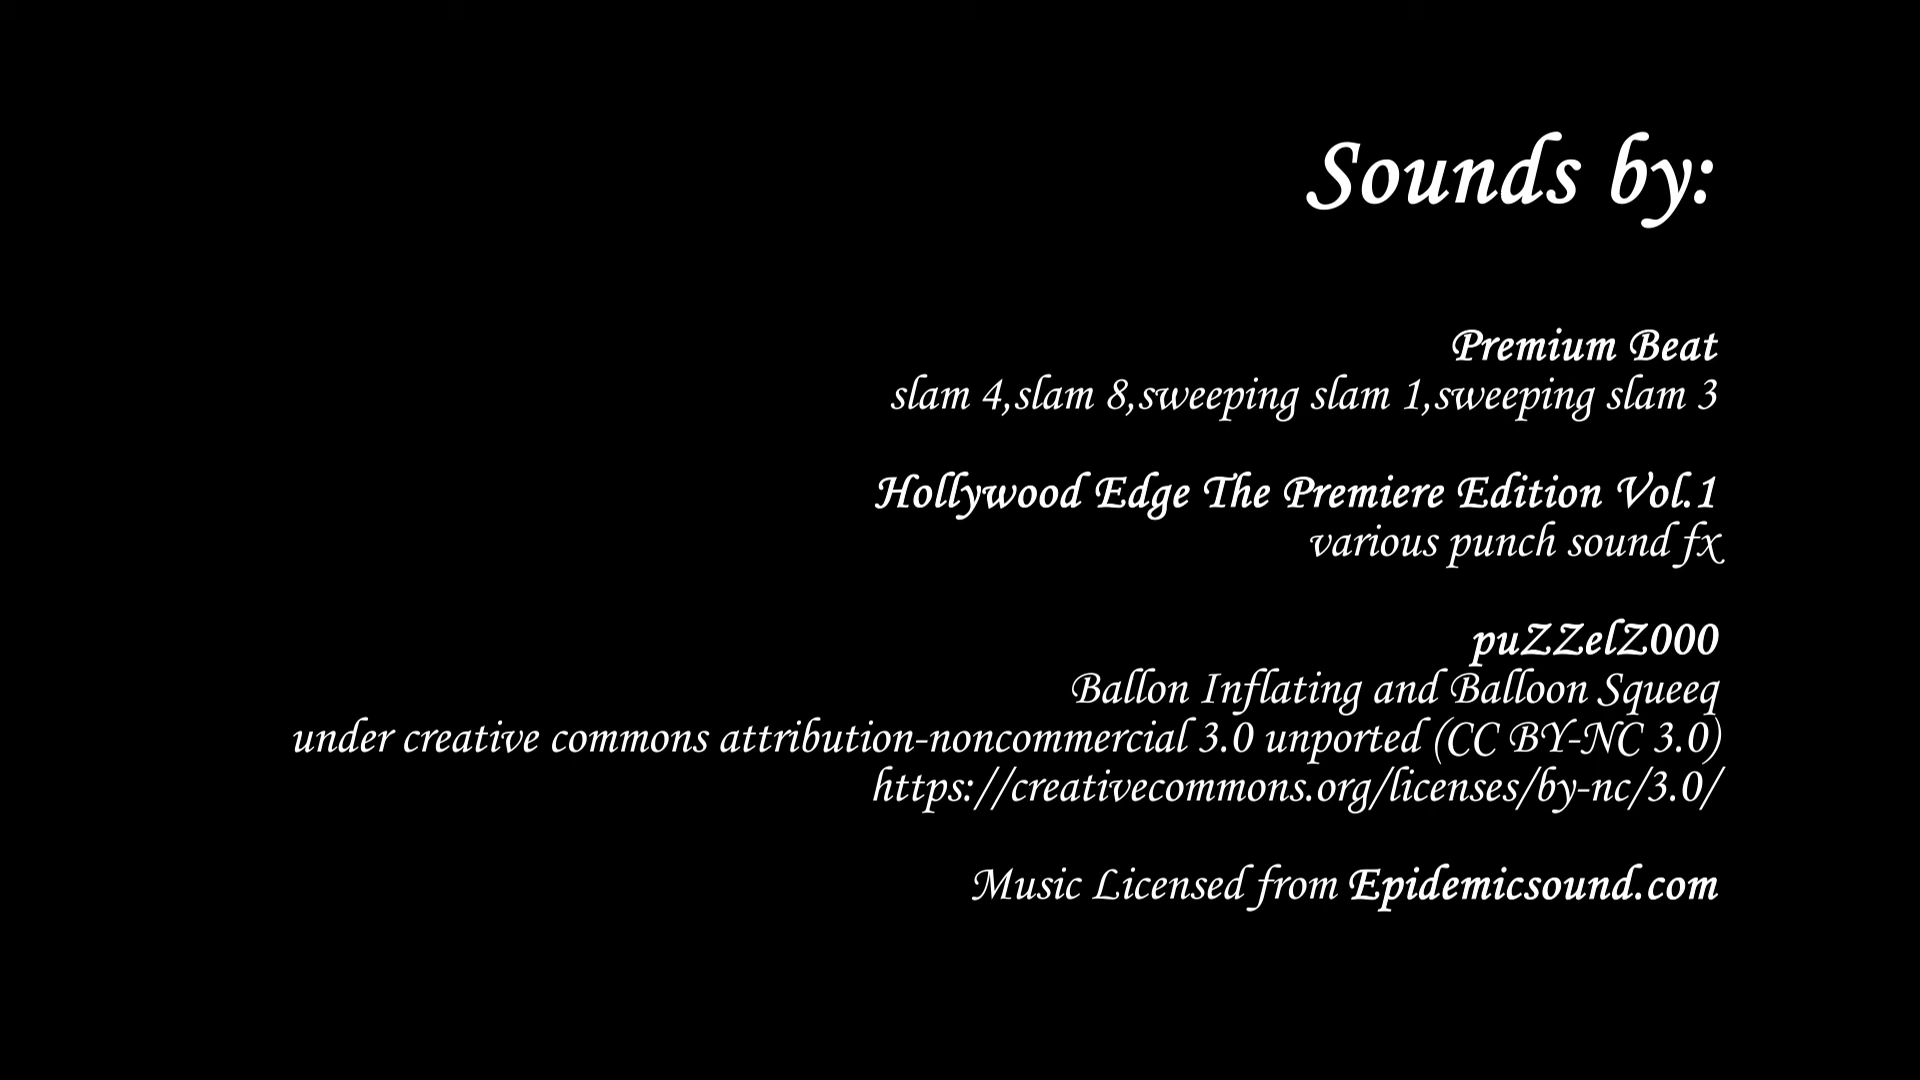 Sounds by:
Premium Beat
slam 4,slam 8,sweeping slam 1,sweeping slam 3
Hollywood Edge The Premiere Edition Vol.1
various punch sound fx
puZZelZ000
Ballon Inflating and Balloon Squeeq
under creative commons attribution-noncommercial 3.0 unported (CC BY-NC 3.0)
https://creativecommons.org/licenses/by-nc/3.0/
Music Licensed from Epidemicsound.com